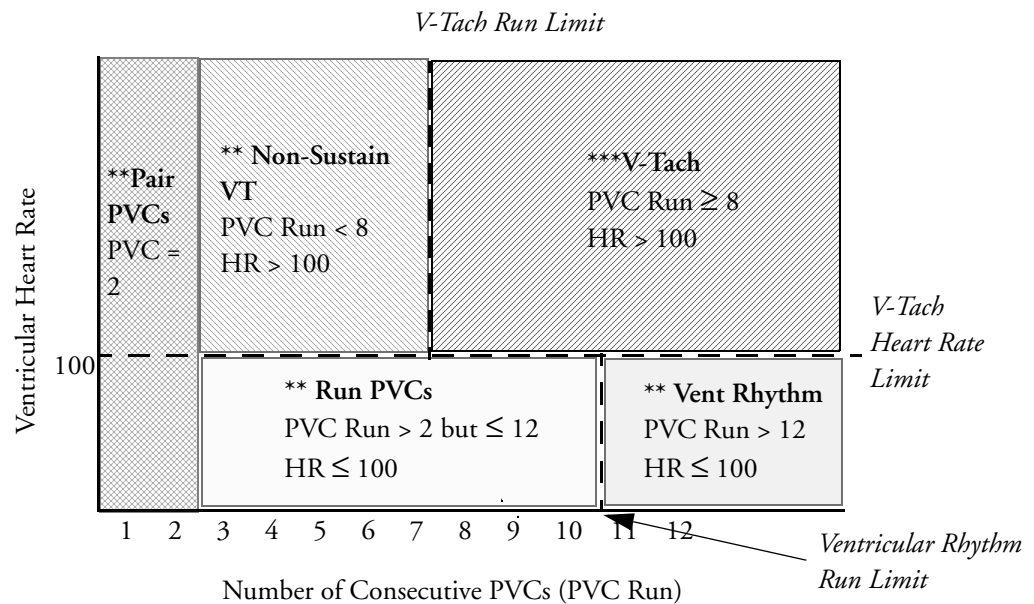 V-Tach Run Limit
**Pair
PVCs
PVC =
2
** Non-Sustain
VT
PVC Run < 8
HR > 100
***V-Tach
PVC Run ≥ 8
HR > 100
V-Tach
Heart Rate
Limit
Ventricular Heart Rate
100
** Run PVCs
PVC Run > 2 but ≤ 12
HR ≤ 100
** Vent Rhythm
PVC Run > 12
HR ≤ 100
1 2 3 4 5 6 7 8 9 10 11 12
Ventricular Rhythm
Run Limit
Number of Consecutive PVCs (PVC Run)